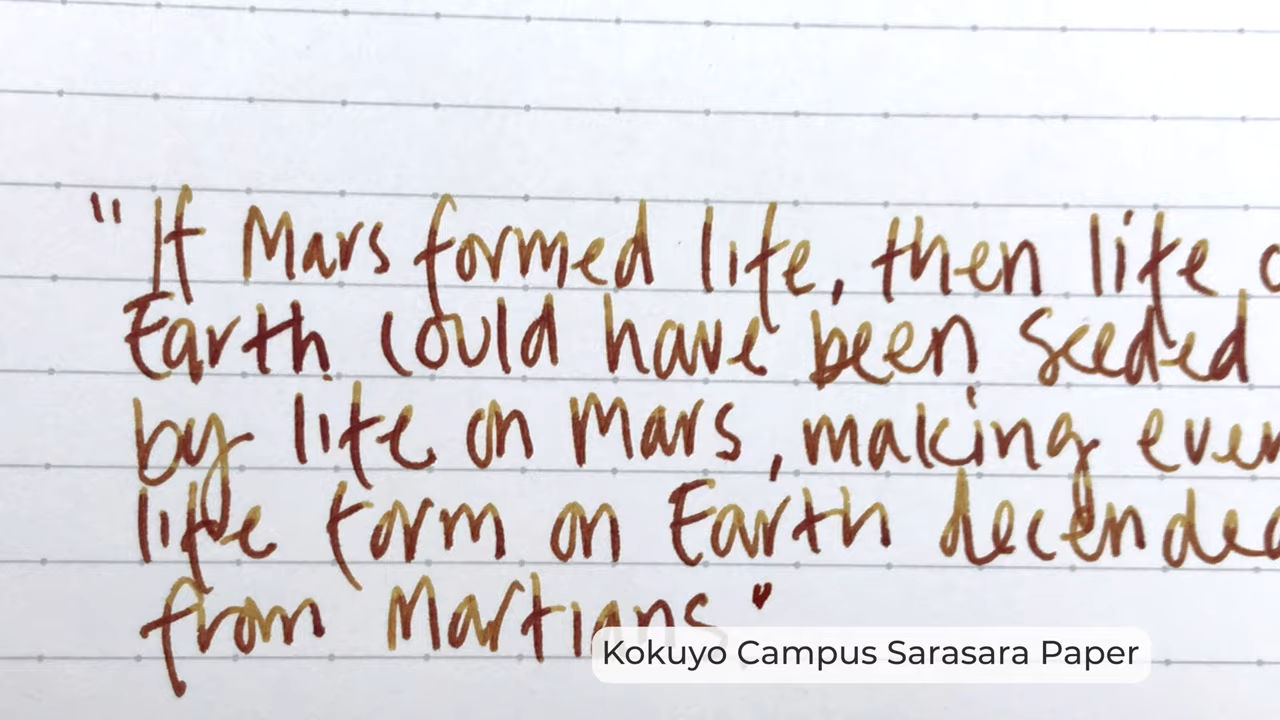 "If Mars formed life, then life o
Earth could have been seeded
by life on Mars, making ever
life form on Earth decended
from Martians"
Kokuyo Campus Sarasara Paper